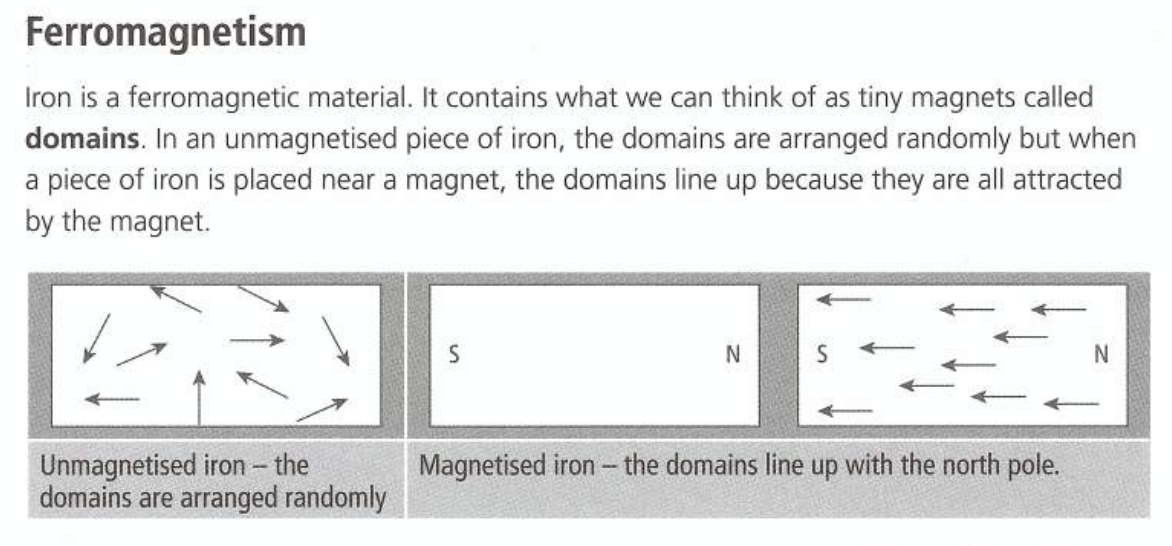 Ferromagnetism
Iron is a ferromagnetic material. It contains what we can think of as tiny magnets called
domains. In an unmagnetised piece of iron, the domains are arranged randomly but when
a piece of iron is placed near a magnet, the domains line up because they are all attracted
by the magnet.
S N S N
Unmagnetised iron – the
domains are arranged randomly
Magnetised iron – the domains line up with the north pole.